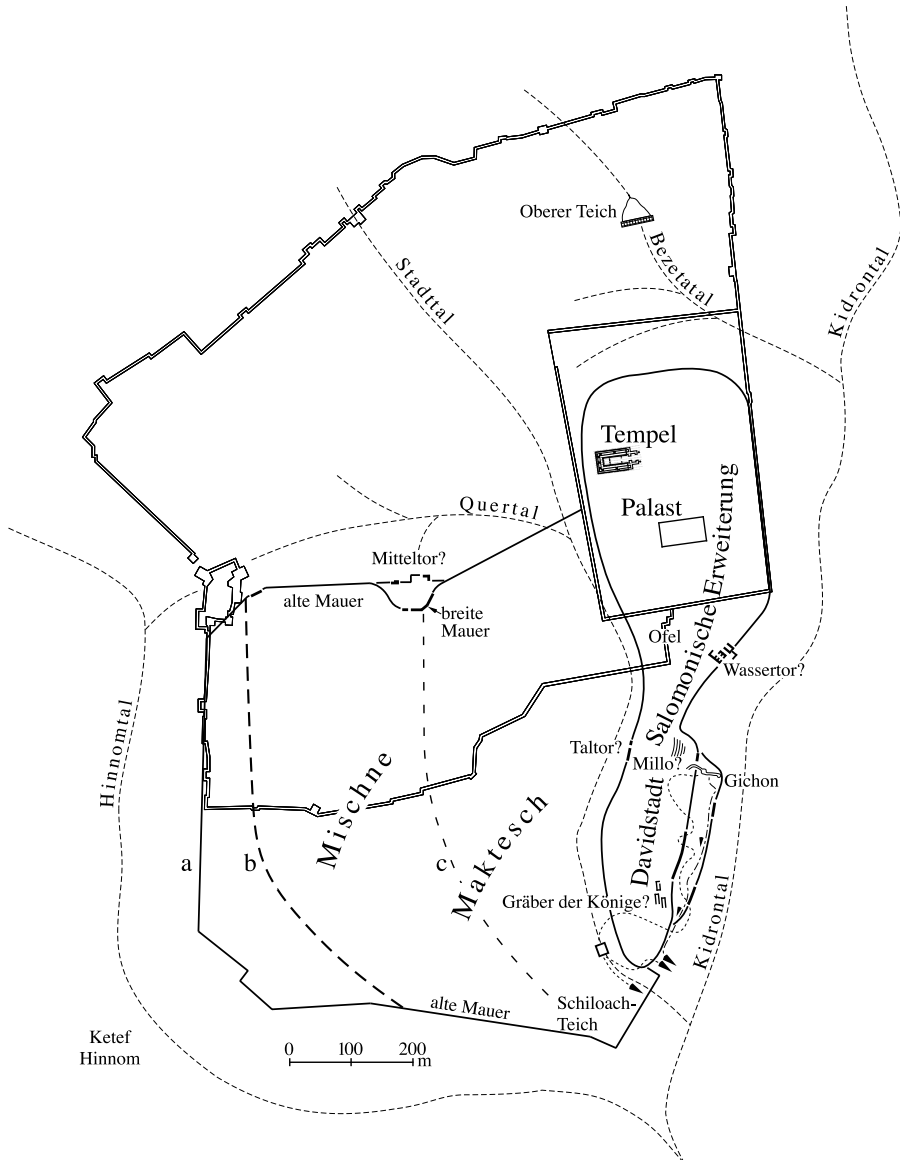 Oberer Teich
Bezetatal
Stadttal
Kidrontal
Tempel
Palast
Quertal
Mitteltor?
alte Mauer
breite
Mauer
Ofel
Salomonische Erweiterung
Wassertor?
Hinnomtal
Taltor?
Millo?
Gichon
Davidstadt
Mischne
Maktesch
a
b
c
Gräber der Könige?
Kidrontal
Schiloach-
Teich
alte Mauer
Ketef
Hinnom
0 100 200
m